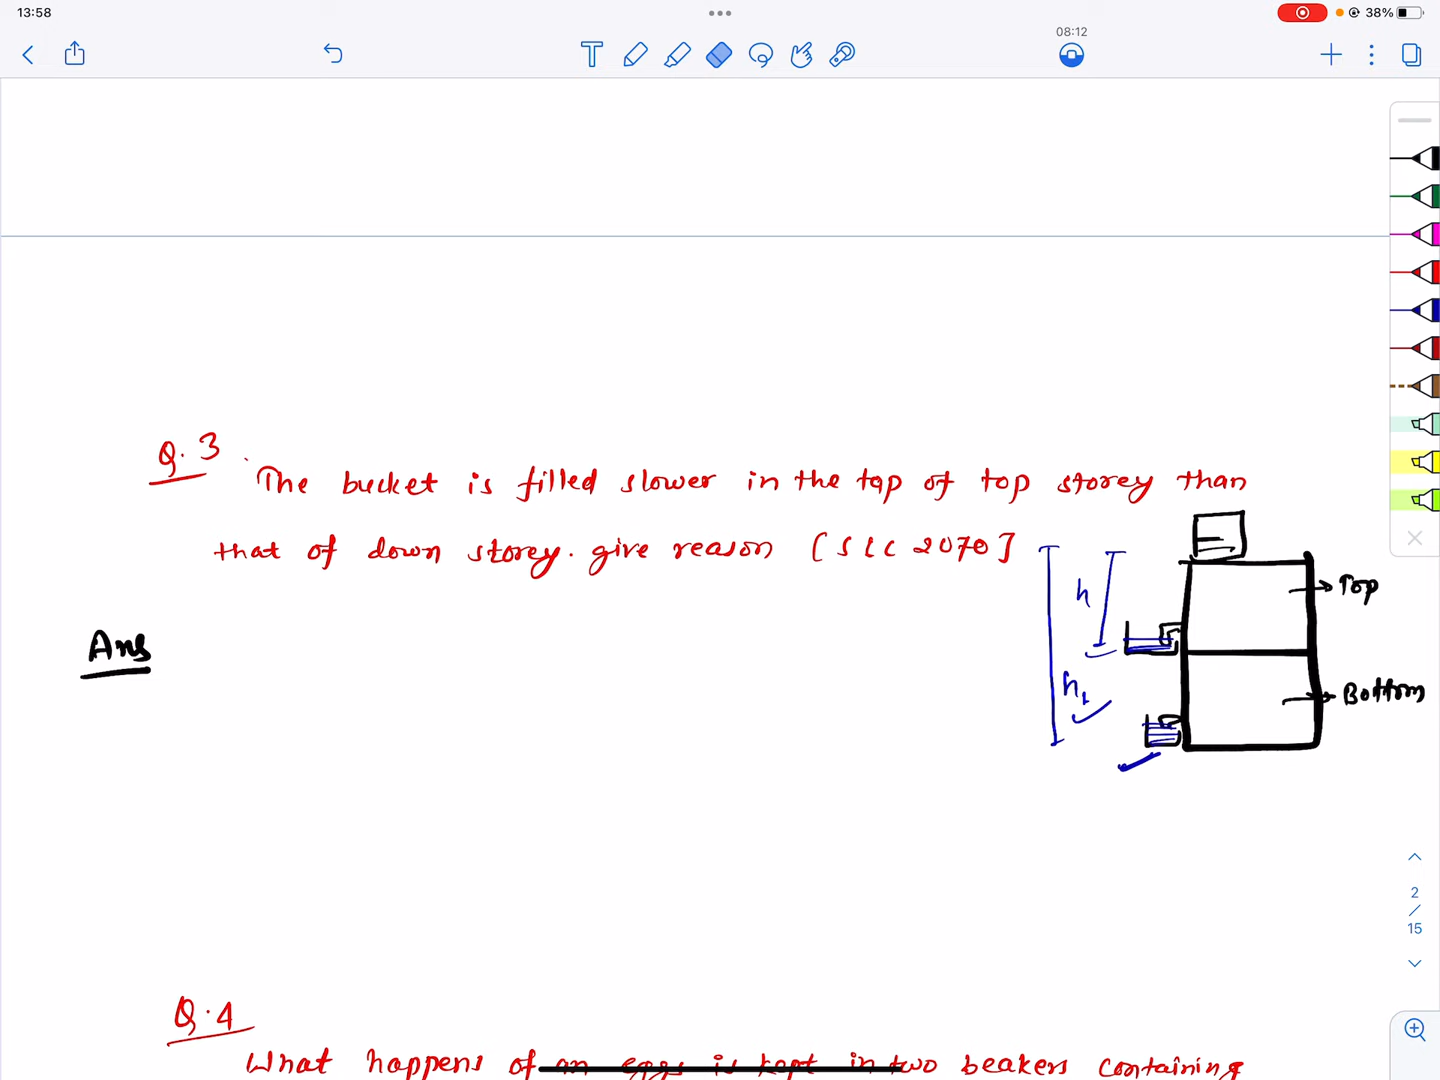 13:58
38%
08:12
Q.3
The bucket is filled slower in the tap of top storey than
that of down storey. give reason [SLC 2070]
h
Top
Ans
h₁
Bottom
2
/
15
Q.4
What happens of an eggs is kept in two beakers containing